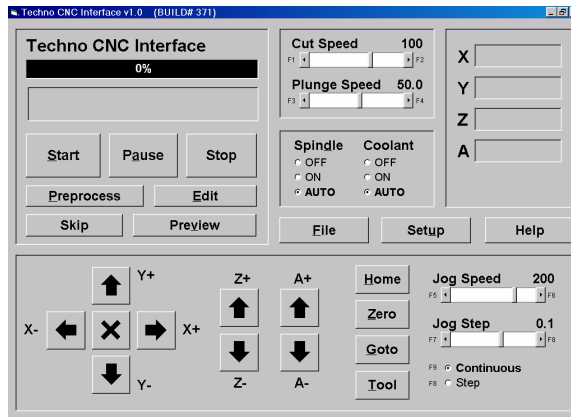 Techno CNC Interface v1.0 (BUILD# 371)
Techno CNC Interface
0%
Start Pause Stop
Preprocess Edit
Skip Preview
Cut Speed 100
F1 F2
Plunge Speed 50.0
F3 F4
Spindle Coolant
OFF OFF
ON ON
AUTO AUTO
X
Y
Z
A
File Setup Help
Y+
X- X+
Y-
Z+ A+
Z- A-
Home
Zero
Goto
Tool
Jog Speed 200
F5 F6
Jog Step 0.1
F7 F8
F9 Continuous
F8 Step